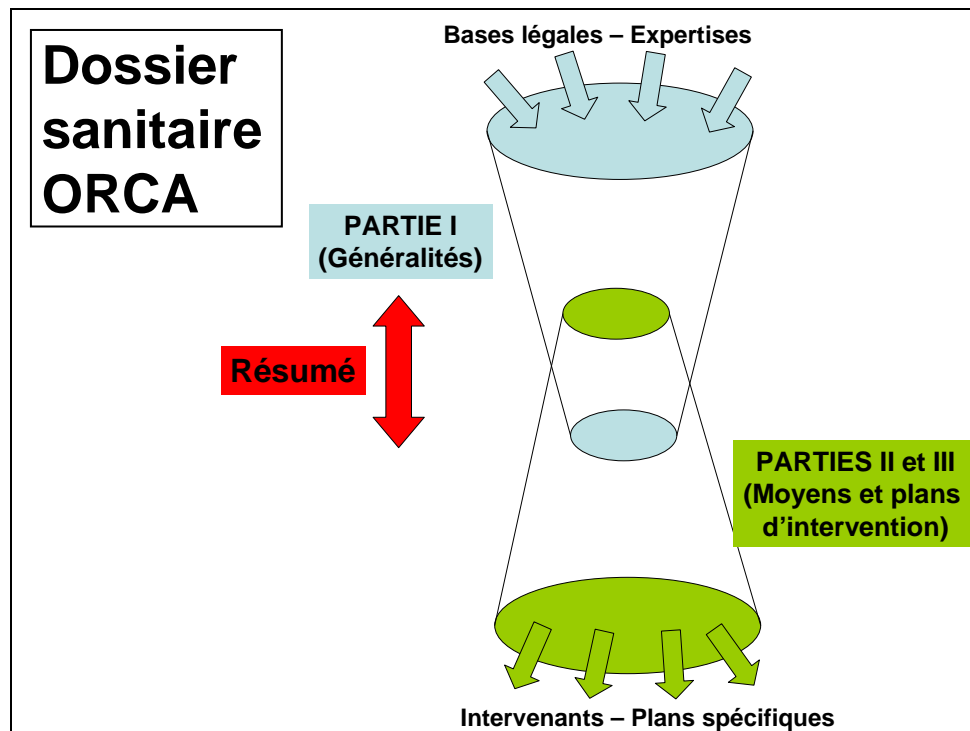 Dossier
sanitaire
ORCA
Bases légales – Expertises
PARTIE I
(Généralités)
Résumé
PARTIES II et III
(Moyens et plans
d'intervention)
Intervenants – Plans spécifiques